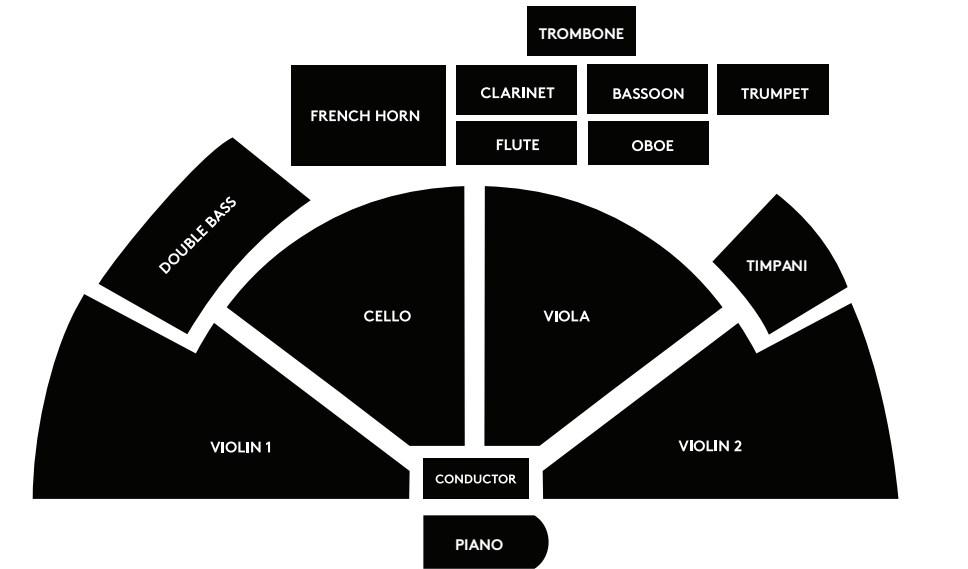 TROMBONE
CLARINET
BASSOON
TRUMPET
FRENCH HORN
FLUTE
OBOE
DOUBLE BASS
TIMPANI
CELLO
VIOLA
VIOLIN 1
VIOLIN 2
CONDUCTOR
PIANO